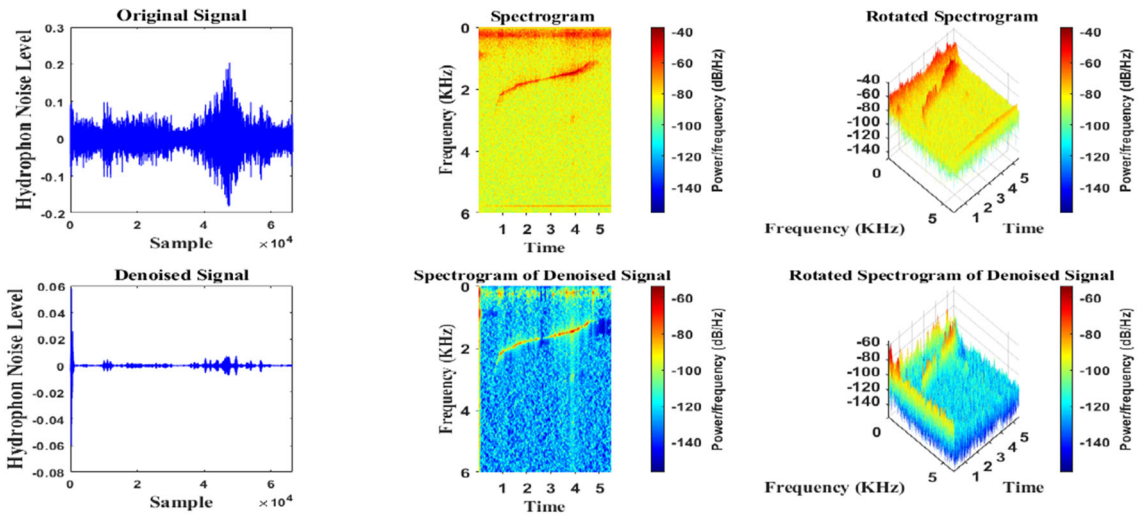 Original Signal
Hydrophon Noise Level
0.3
0.2
0.1
0
-0.1
-0.2
0 2 4 6
Sample
×10^4
Spectrogram
Frequency (KHz)
0
2
4
6
1 2 3 4 5
Time
-40
-60
-80
-100
-120
-140
Power/frequency (dB/Hz)
Rotated Spectrogram
-40
-60
-80
-100
-120
-140
0
5
1 2 3 4 5
Frequency (KHz)
Time
-40
-60
-80
-100
-120
-140
Power/frequency (dB/Hz)
Denoised Signal
Hydrophon Noise Level
0.06
0.04
0.02
0
-0.02
-0.04
-0.06
-0.08
0 2 4 6
Sample
×10^4
Spectrogram of Denoised Signal
Frequency (KHz)
0
2
4
6
1 2 3 4 5
Time
-60
-80
-100
-120
-140
Power/frequency (dB/Hz)
Rotated Spectrogram of Denoised Signal
-60
-80
-100
-120
-140
0
5
1 2 3 4 5
Frequency (KHz)
Time
-60
-80
-100
-120
-140
Power/frequency (dB/Hz)